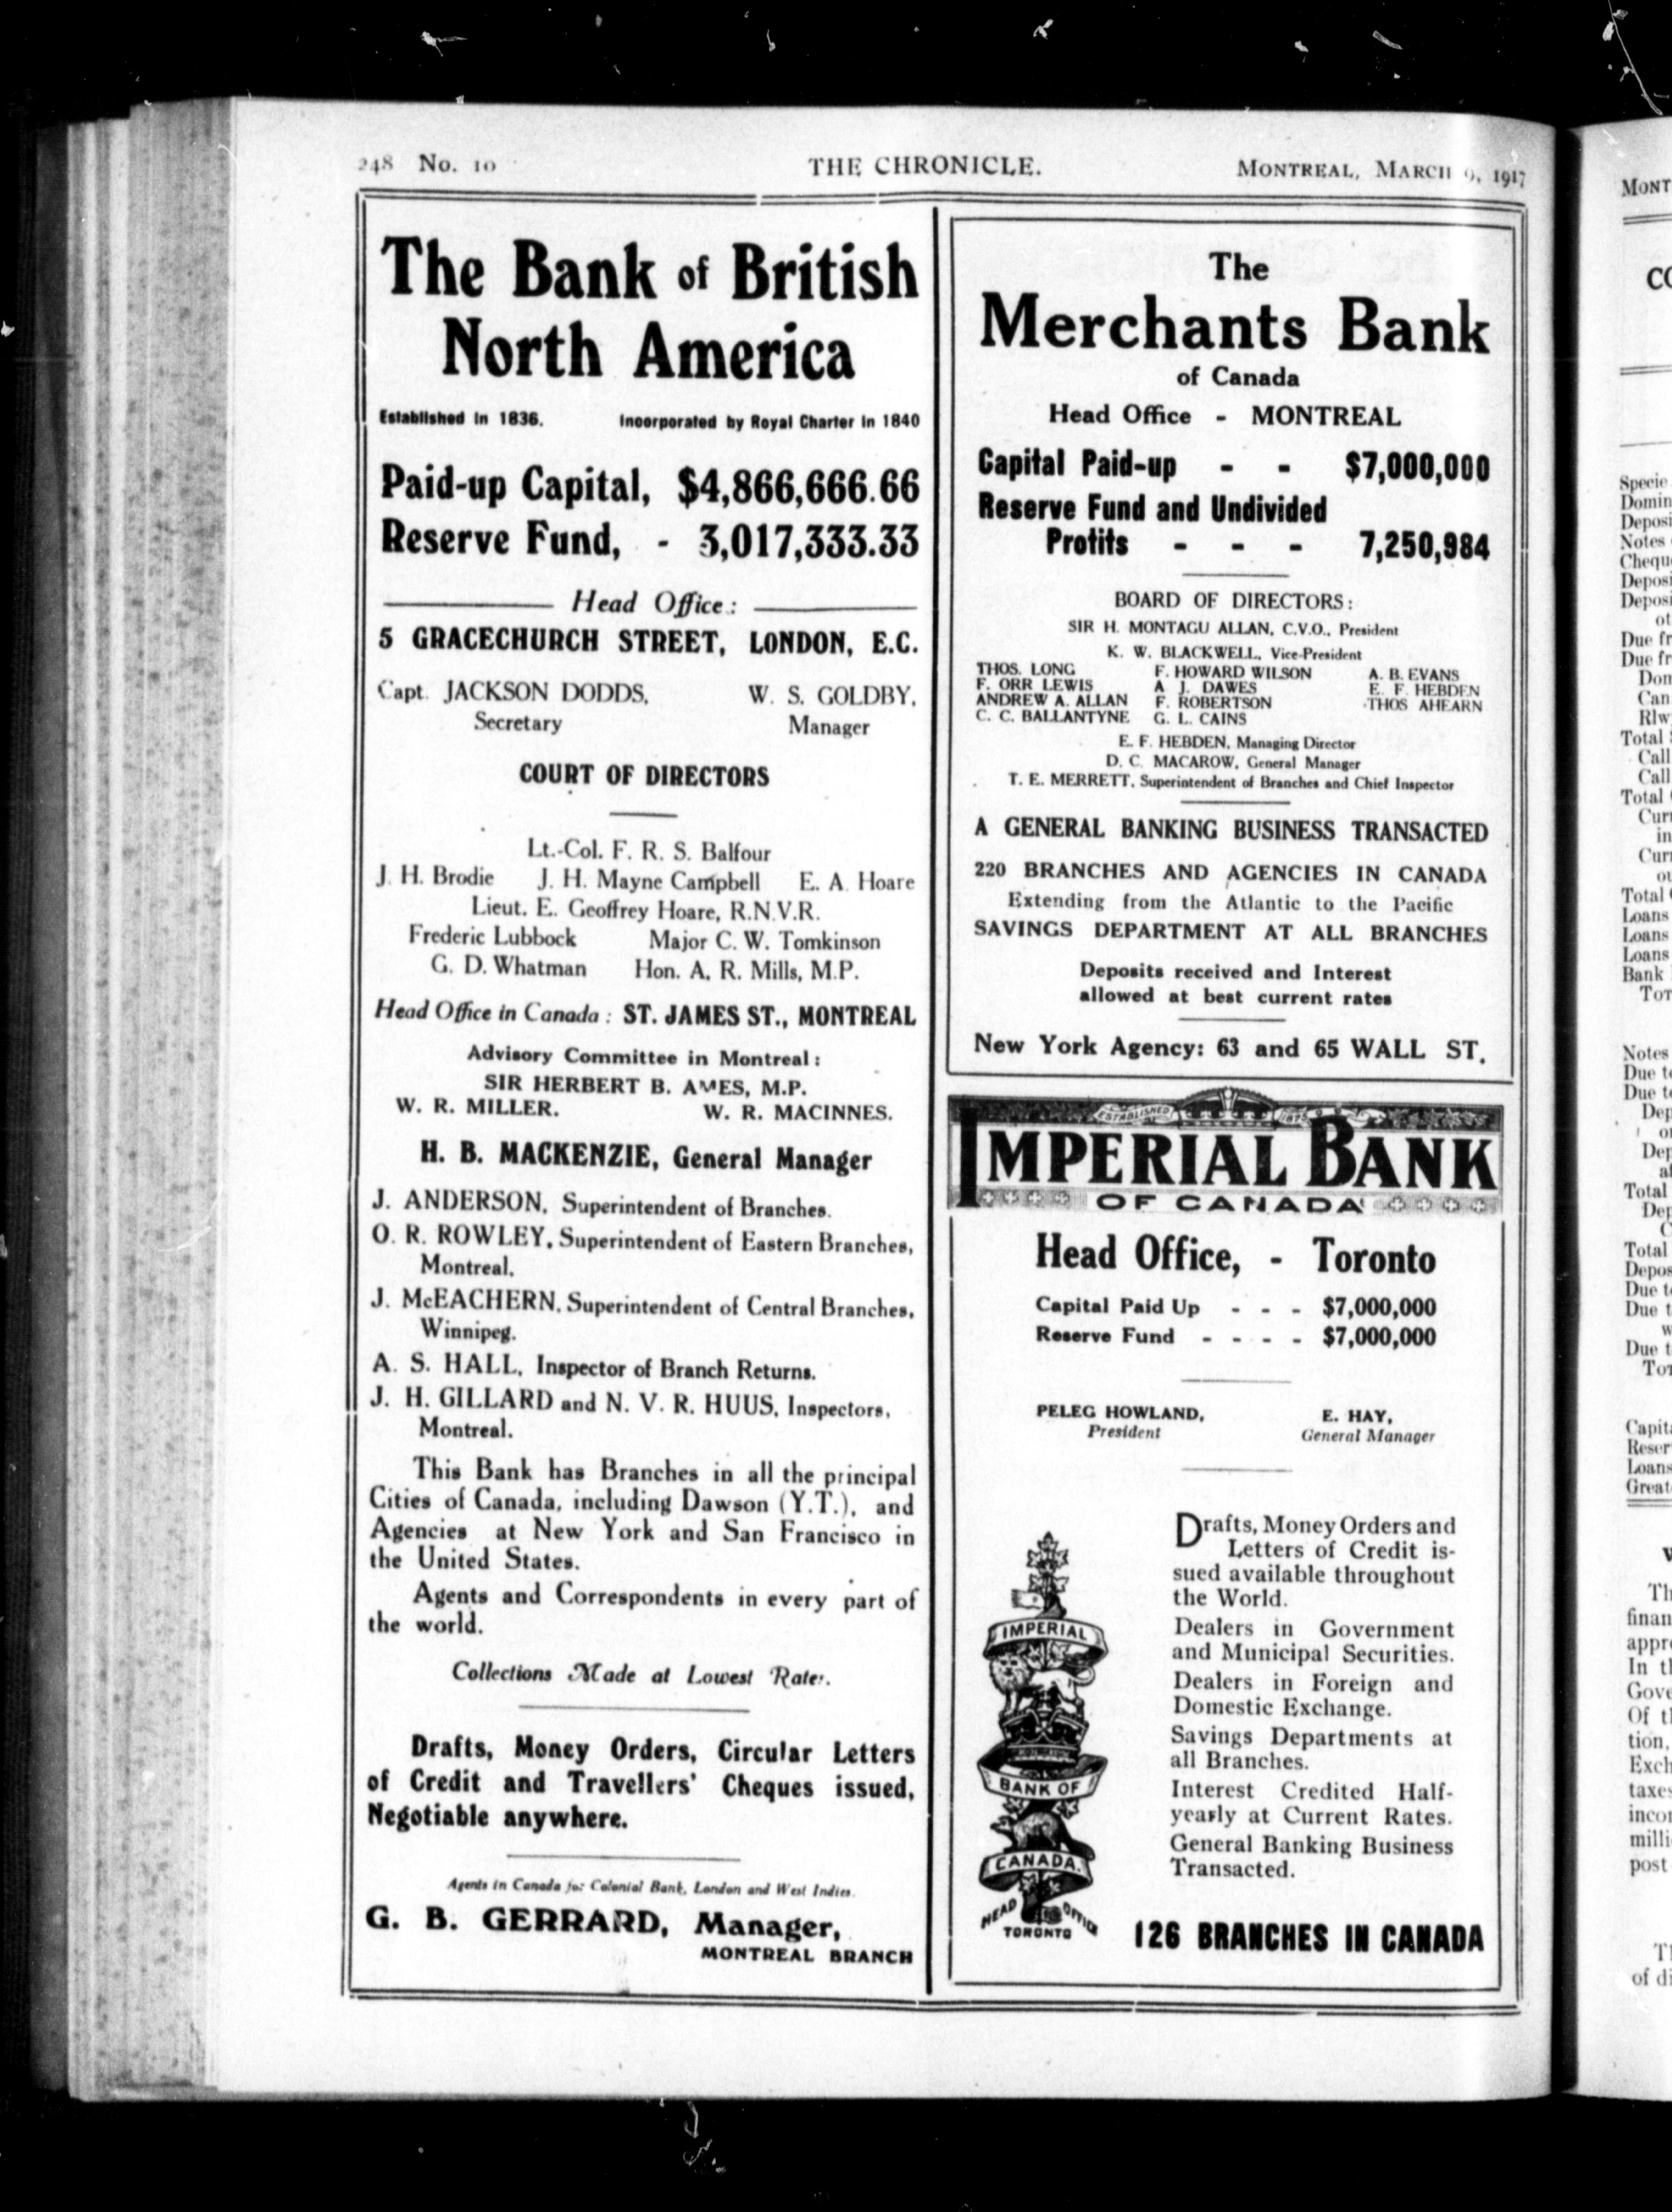 248 No. 10
THE CHRONICLE.
MONTREAL, MARCH 9, 1917
The Bank of British
North America
Established in 1836.
Incorporated by Royal Charter in 1840
Paid-up Capital, $4,866,666.66
Reserve Fund, - 3,017,333.33
Head Office:
5 GRACECHURCH STREET, LONDON, E.C.
Capt. JACKSON DODDS, W. S. GOLDBY,
Secretary Manager
COURT OF DIRECTORS
Lt.-Col. F. R. S. Balfour
J. H. Brodie J. H. Mayne Campbell E. A. Hoare
Lieut. E. Geoffrey Hoare, R.N.V.R.
Frederic Lubbock Major C. W. Tomkinson
G. D. Whatman Hon. A. R. Mills, M.P.
Head Office in Canada: ST. JAMES ST., MONTREAL
Advisory Committee in Montreal:
SIR HERBERT B. AMES, M.P.
W. R. MILLER. W. R. MACINNES.
H. B. MACKENZIE, General Manager
J. ANDERSON, Superintendent of Branches.
O. R. ROWLEY, Superintendent of Eastern Branches,
Montreal.
J. McEACHERN, Superintendent of Central Branches,
Winnipeg.
A. S. HALL, Inspector of Branch Returns.
J. H. GILLARD and N. V. R. HUUS, Inspectors,
Montreal.
This Bank has Branches in all the principal
Cities of Canada, including Dawson (Y.T.), and
Agencies at New York and San Francisco in
the United States.
Agents and Correspondents in every part of
the world.
Collections Made at Lowest Rates.
Drafts, Money Orders, Circular Letters
of Credit and Travellers' Cheques issued,
Negotiable anywhere.
Agents in Canada for Colonial Bank, London and West Indies.
G. B. GERRARD, Manager,
MONTREAL BRANCH
The
Merchants Bank
of Canada
Head Office - MONTREAL
Capital Paid-up - - $7,000,000
Reserve Fund and Undivided
Profits - - - 7,250,984
BOARD OF DIRECTORS:
SIR H. MONTAGU ALLAN, C.V.O., President
K. W. BLACKWELL, Vice-President
THOS. LONG F. HOWARD WILSON A. B. EVANS
F. ORR LEWIS A. J. DAWES E. F. HEBDEN
ANDREW A. ALLAN F. ROBERTSON THOS AHEARN
C. C. BALLANTYNE G. L. CAINS
E. F. HEBDEN, Managing Director
D. C. MACAROW, General Manager
T. E. MERRETT, Superintendent of Branches and Chief Inspector
A GENERAL BANKING BUSINESS TRANSACTED
220 BRANCHES AND AGENCIES IN CANADA
Extending from the Atlantic to the Pacific
SAVINGS DEPARTMENT AT ALL BRANCHES
Deposits received and Interest
allowed at best current rates
New York Agency: 63 and 65 WALL ST.
ESTABLISHED 1875
IMPERIAL BANK
OF CANADA
Head Office, - Toronto
Capital Paid Up - - - $7,000,000
Reserve Fund - - - - $7,000,000
PELEG HOWLAND, E. HAY,
President General Manager
Drafts, Money Orders and
Letters of Credit is-
sued available throughout
the World.
Dealers in Government
and Municipal Securities.
Dealers in Foreign and
Domestic Exchange.
Savings Departments at
all Branches.
Interest Credited Half-
yearly at Current Rates.
General Banking Business
Transacted.
IMPERIAL
BANK OF
CANADA.
HEAD OFFICE
TORONTO
126 BRANCHES IN CANADA